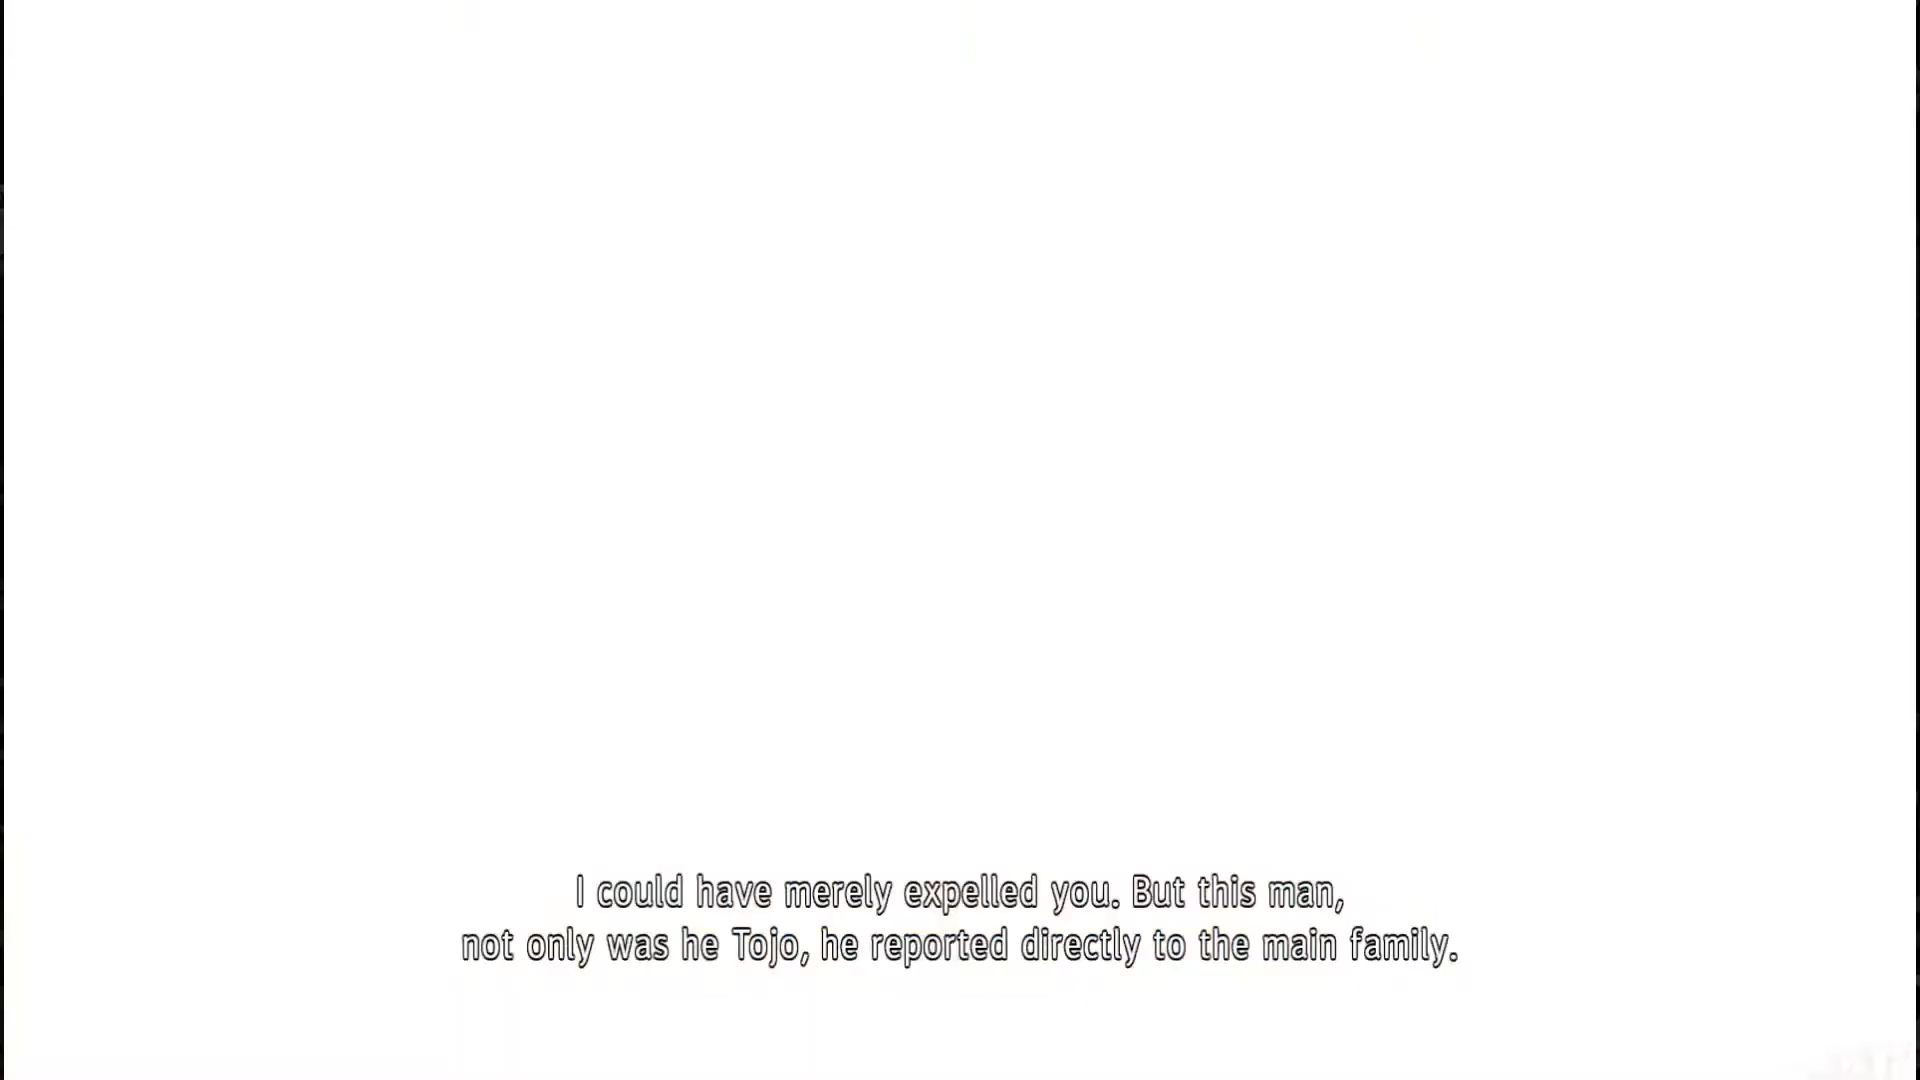 I could have merely expelled you. But this man,
not only was he Tojo, he reported directly to the main family.